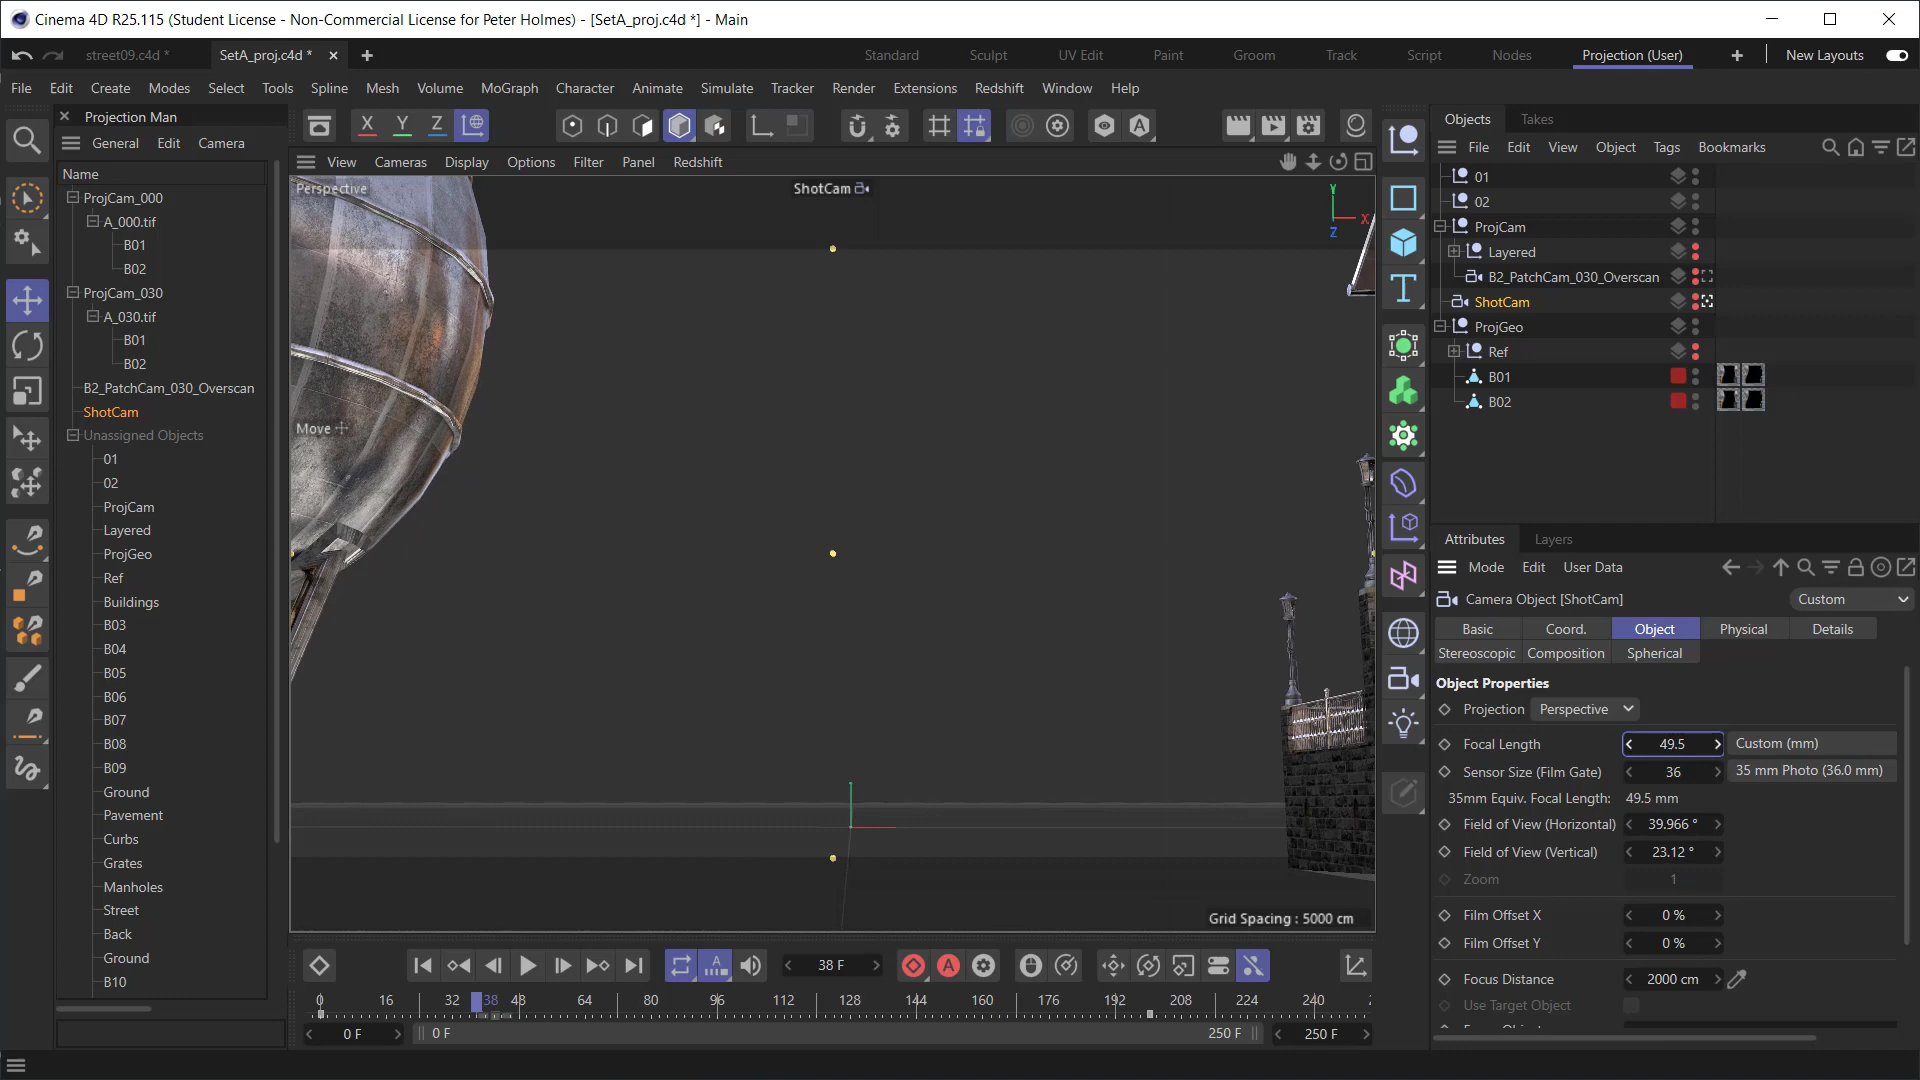 Cinema 4D R25.115 (Student License - Non-Commercial License for Peter Holmes) - [SetA_proj.c4d *] - Main
street09.c4d *
SetA_proj.c4d *
Standard
Sculpt
UV Edit
Paint
Groom
Track
Script
Nodes
Projection (User)
New Layouts
File Edit Create Modes Select Tools Spline Mesh Volume MoGraph Character Animate Simulate Tracker Render Extensions Redshift Window Help
Projection Man
General Edit Camera
Name
ProjCam_000
A_000.tif
B01
B02
ProjCam_030
A_030.tif
B01
B02
B2_PatchCam_030_Overscan
ShotCam
Unassigned Objects
01
02
ProjCam
Layered
ProjGeo
Ref
Buildings
B03
B04
B05
B06
B07
B08
B09
Ground
Pavement
Curbs
Grates
Manholes
Street
Back
Ground
B10
X Y Z
View Cameras Display Options Filter Panel Redshift
Perspective
ShotCam
Y
X
Z
Move
Grid Spacing : 5000 cm
38 F
0 16 32 38 48 64 80 96 112 128 144 160 176 192 208 224 240
0 F
0 F
250 F
250 F
Objects Takes
File Edit View Object Tags Bookmarks
01
02
ProjCam
Layered
B2_PatchCam_030_Overscan
ShotCam
ProjGeo
Ref
B01
B02
Attributes Layers
Mode Edit User Data
Camera Object [ShotCam]
Custom
Basic Coord. Object Physical Details
Stereoscopic Composition Spherical
Object Properties
Projection Perspective
Focal Length 49.5 Custom (mm)
Sensor Size (Film Gate) 36 35 mm Photo (36.0 mm)
35mm Equiv. Focal Length: 49.5 mm
Field of View (Horizontal) 39.966 °
Field of View (Vertical) 23.12 °
Zoom 1
Film Offset X 0 %
Film Offset Y 0 %
Focus Distance 2000 cm
Use Target Object